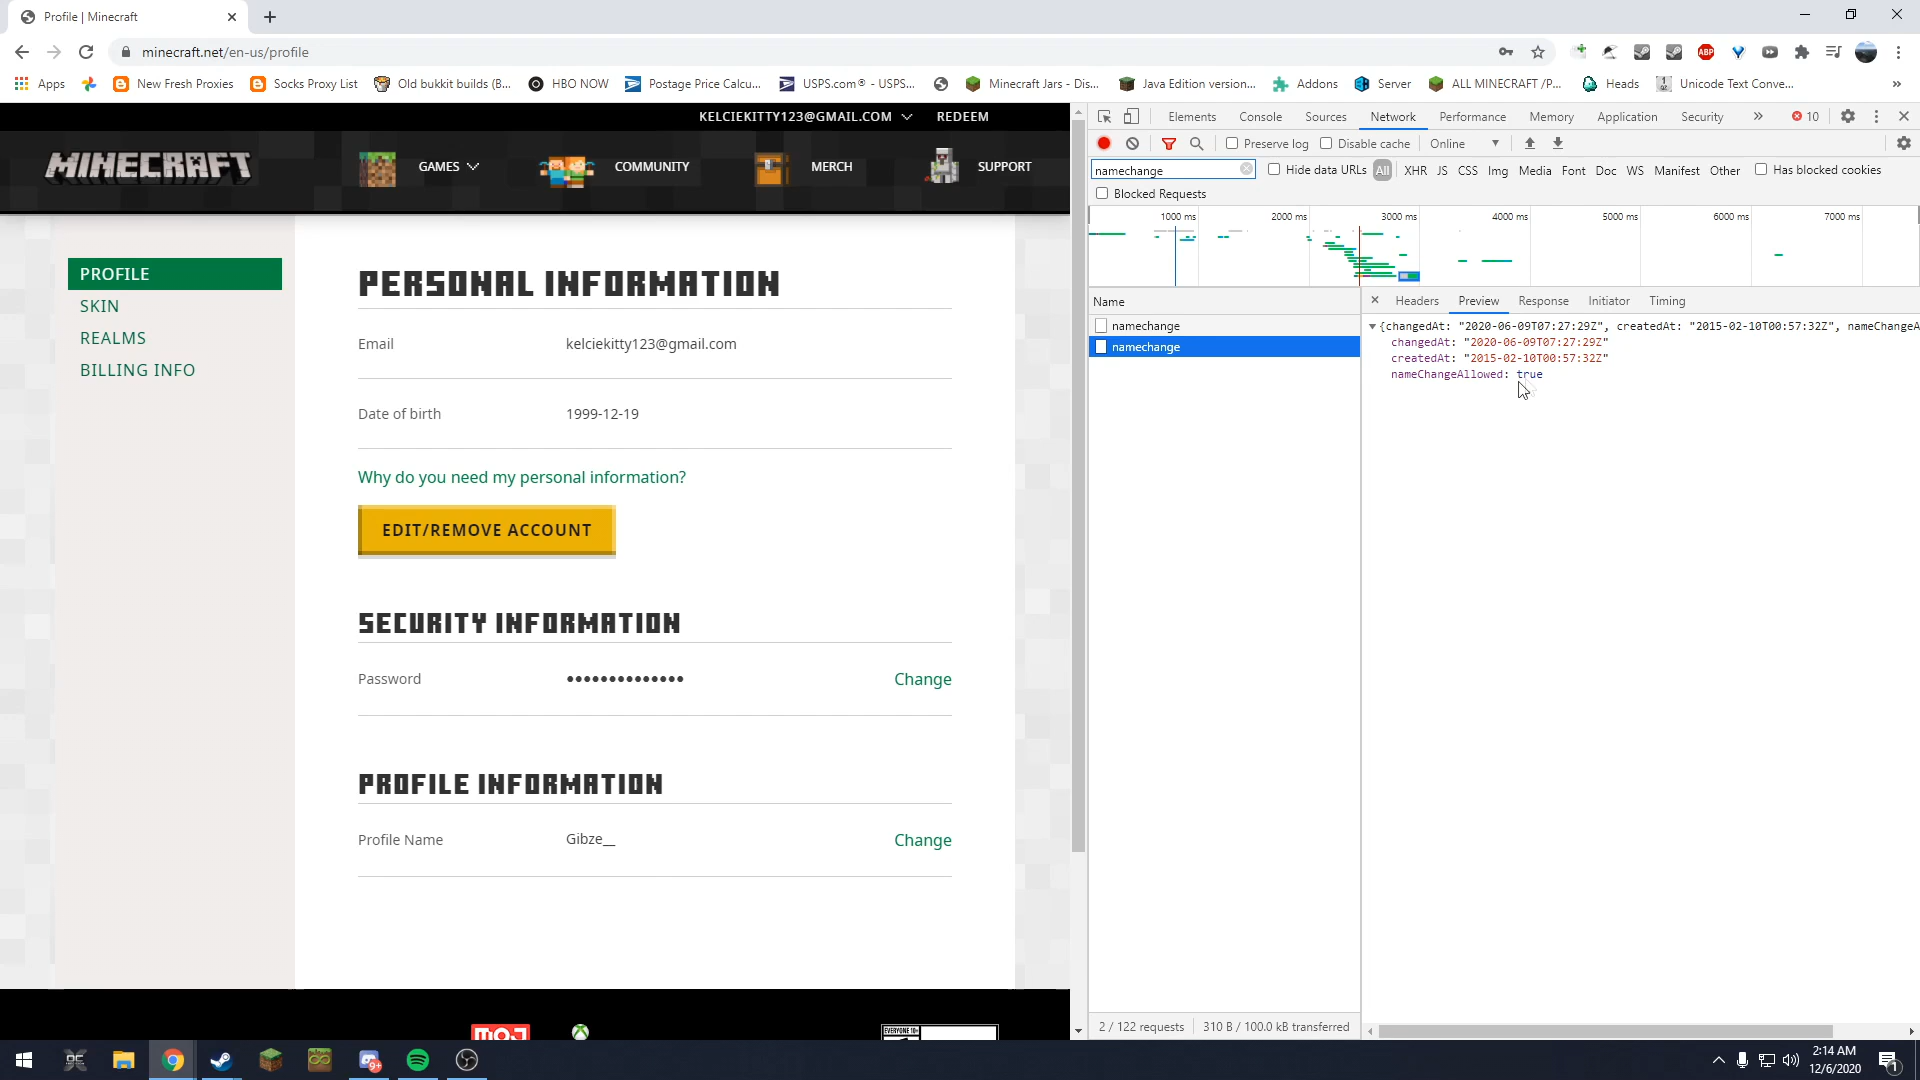 Profile | Minecraft
minecraft.net/en-us/profile
ABP
Apps
New Fresh Proxies
Socks Proxy List
Old bukkit builds (B...
HBO NOW
Postage Price Calcu...
USPS.com® - USPS...
Minecraft Jars - Dis...
Java Edition version...
Addons
Server
ALL MINECRAFT /P...
Heads
Unicode Text Conve...
KELCIEKITTY123@GMAIL.COM
REDEEM
MINECRAFT
GAMES
COMMUNITY
MERCH
SUPPORT
PROFILE
SKIN
REALMS
BILLING INFO
PERSONAL INFORMATION
Email kelciekitty123@gmail.com
Date of birth 1999-12-19
Why do you need my personal information?
EDIT/REMOVE ACCOUNT
SECURITY INFORMATION
Password •••••••••••••• Change
PROFILE INFORMATION
Profile Name Gibze__ Change
EVERYONE 10+
Elements Console Sources Network Performance Memory Application Security » 10
Preserve log Disable cache Online
namechange Hide data URLs All XHR JS CSS Img Media Font Doc WS Manifest Other Has blocked cookies
Blocked Requests
1000 ms 2000 ms 3000 ms 4000 ms 5000 ms 6000 ms 7000 ms
Name
namechange
namechange
Headers Preview Response Initiator Timing
{changedAt: "2020-06-09T07:27:29Z", createdAt: "2015-02-10T00:57:32Z", nameChangeA
changedAt: "2020-06-09T07:27:29Z"
createdAt: "2015-02-10T00:57:32Z"
nameChangeAllowed: true
2 / 122 requests 310 B / 100.0 kB transferred
9+
2:14 AM
12/6/2020
1